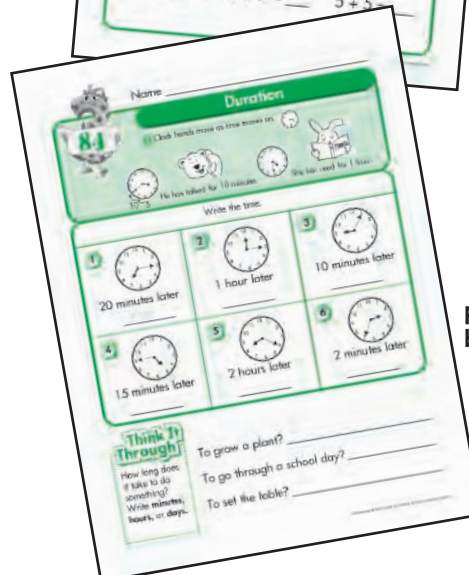 5 + 5 =
Name
Duration
84
Clock hands move as time moves on.
He has talked for 10 minutes.
She has read for 1 hour.
Write the time.
1
2
3
20 minutes later
1 hour later
10 minutes later
4
5
6
15 minutes later
2 hours later
2 minutes later
Think It
Through
How long does
it take to do
something?
Write minutes,
hours, or days.
To grow a plant?
To go through a school day?
To set the table?